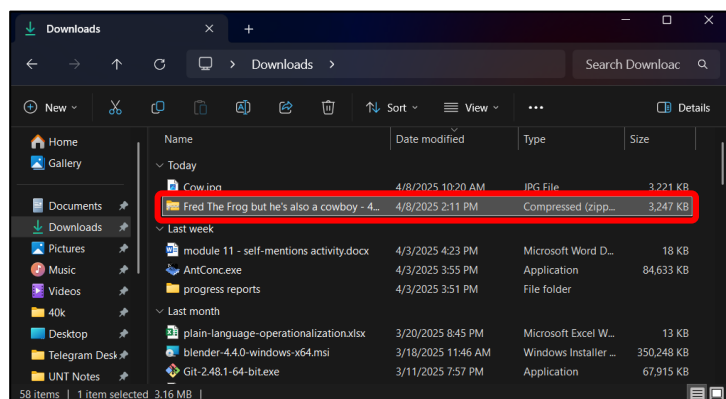 Downloads
Downloads
Search Downloac
New
Sort
View
Details
Home
Gallery
Documents
Downloads
Pictures
Music
Videos
40k
Desktop
Telegram Desk
UNT Notes
Name Date modified Type Size
Today
Cow.jpg 4/8/2025 10:20 AM JPG File 3,221 KB
Fred The Frog but he's also a cowboy - 4... 4/8/2025 2:11 PM Compressed (zipp... 3,247 KB
Last week
module 11 - self-mentions activity.docx 4/3/2025 4:23 PM Microsoft Word D... 18 KB
AntConc.exe 4/3/2025 3:55 PM Application 84,633 KB
progress reports 4/3/2025 3:51 PM File folder
Last month
plain-language-operationalization.xlsx 3/20/2025 8:45 PM Microsoft Excel W... 13 KB
blender-4.4.0-windows-x64.msi 3/18/2025 11:46 AM Windows Installer ... 350,248 KB
Git-2.48.1-64-bit.exe 3/11/2025 7:57 PM Application 67,915 KB
58 items 1 item selected 3.16 MB